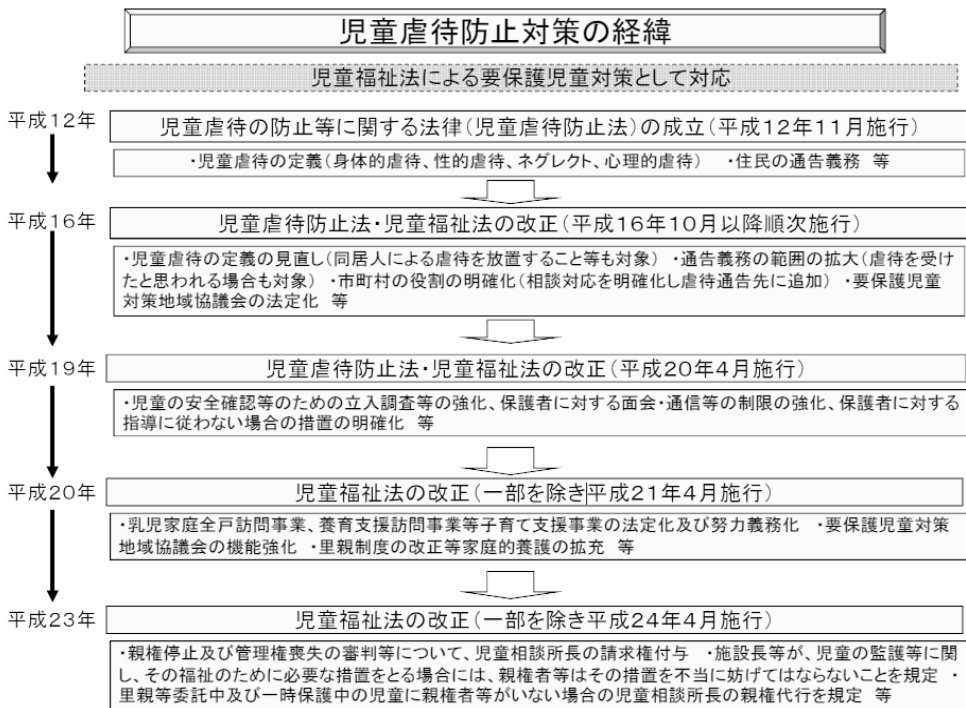 児童虐待防止対策の経緯
児童福祉法による要保護児童対策として対応
平成12年
児童虐待の防止等に関する法律(児童虐待防止法)の成立(平成12年11月施行)
・児童虐待の定義(身体的虐待、性的虐待、ネグレクト、心理的虐待) ・住民の通告義務 等
平成16年
児童虐待防止法・児童福祉法の改正(平成16年10月以降順次施行)
・児童虐待の定義の見直し(同居人による虐待を放置すること等も対象) ・通告義務の範囲の拡大(虐待を受け
たと思われる場合も対象) ・市町村の役割の明確化(相談対応を明確化し虐待通告先に追加) ・要保護児童
対策地域協議会の法定化 等
平成19年
児童虐待防止法・児童福祉法の改正(平成20年4月施行)
・児童の安全確認等のための立入調査等の強化、保護者に対する面会・通信等の制限の強化、保護者に対する
指導に従わない場合の措置の明確化 等
平成20年
児童福祉法の改正(一部を除き平成21年4月施行)
・乳児家庭全戸訪問事業、養育支援訪問事業等子育て支援事業の法定化及び努力義務化 ・要保護児童対策
地域協議会の機能強化 ・里親制度の改正等家庭的養護の拡充 等
平成23年
児童福祉法の改正(一部を除き平成24年4月施行)
・親権停止及び管理権喪失の審判等について、児童相談所長の請求権付与 ・施設長等が、児童の監護等に関
し、その福祉のために必要な措置をとる場合には、親権者等はその措置を不当に妨げてはならないことを規定 ・
里親等委託中及び一時保護中の児童に親権者等がいない場合の児童相談所長の親権代行を規定 等